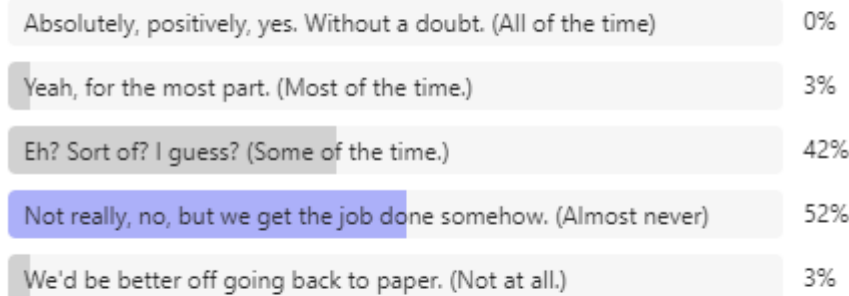 Absolutely, positively, yes. Without a doubt. (All of the time) 0%
Yeah, for the most part. (Most of the time.) 3%
Eh? Sort of? I guess? (Some of the time.) 42%
Not really, no, but we get the job done somehow. (Almost never) 52%
We'd be better off going back to paper. (Not at all.) 3%